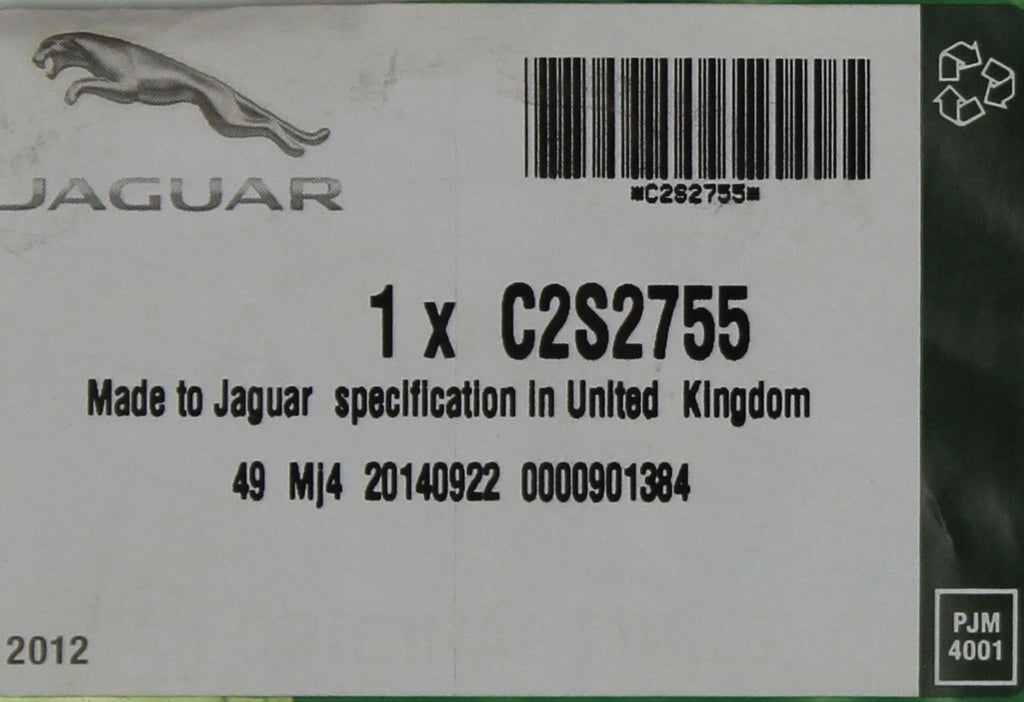 JAGUAR
*C2S2755*
1 x C2S2755
Made to Jaguar specification in United Kingdom
49 Mj4 20140922 0000901384
2012
PJM
4001